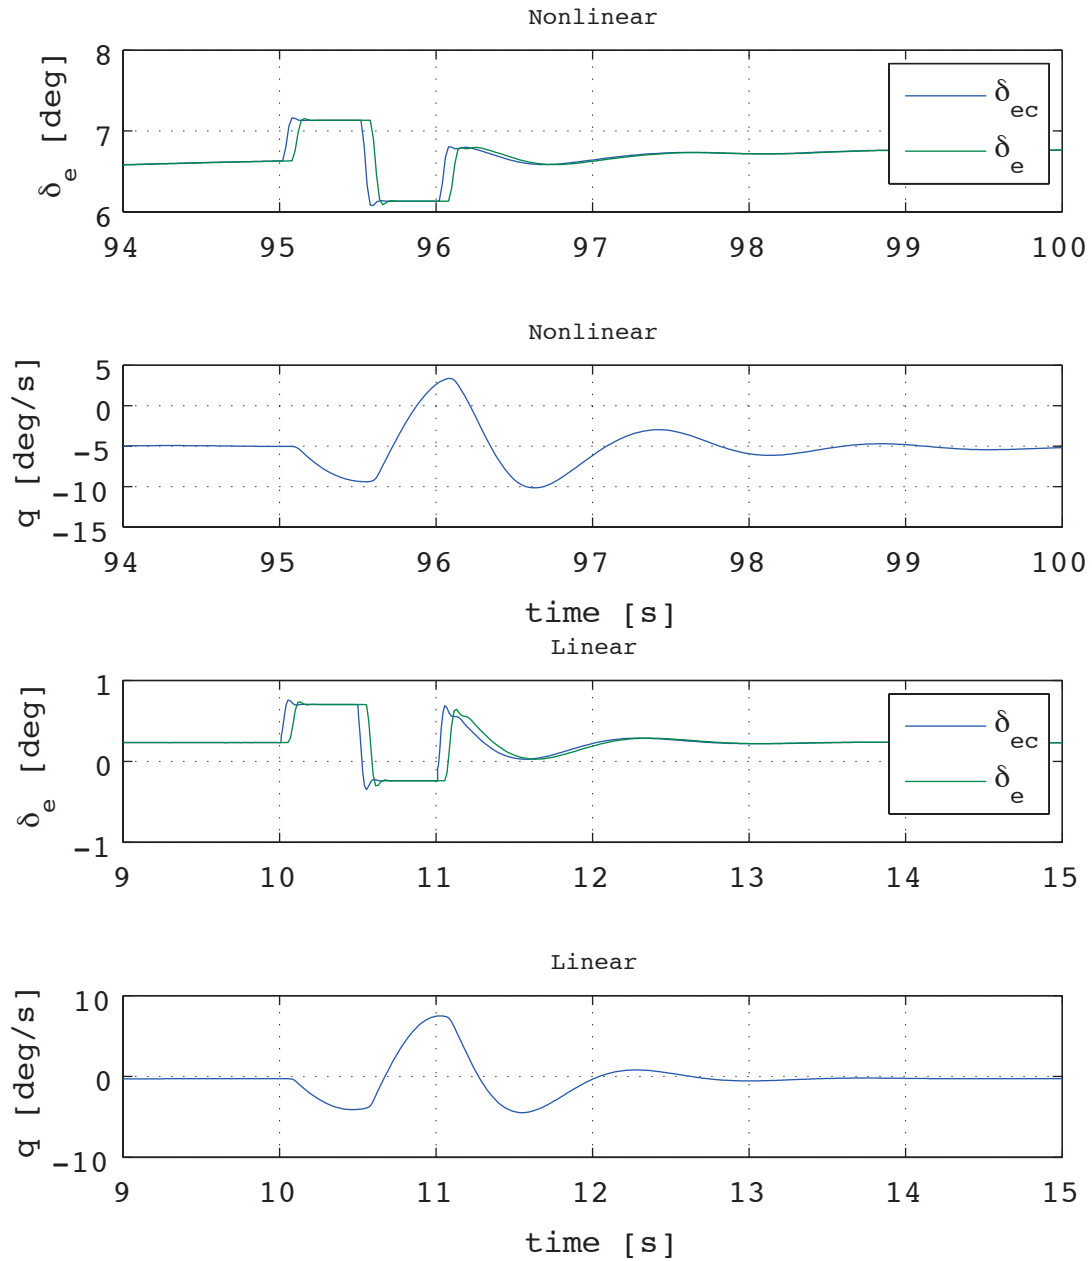 Nonlinear
8
7
6
δe [deg]
δec
δe
94 95 96 97 98 99 100
Nonlinear
5
0
−5
−10
−15
q [deg/s]
94 95 96 97 98 99 100
time [s]
Linear
1
0
−1
δe [deg]
δec
δe
9 10 11 12 13 14 15
Linear
10
0
−10
q [deg/s]
9 10 11 12 13 14 15
time [s]